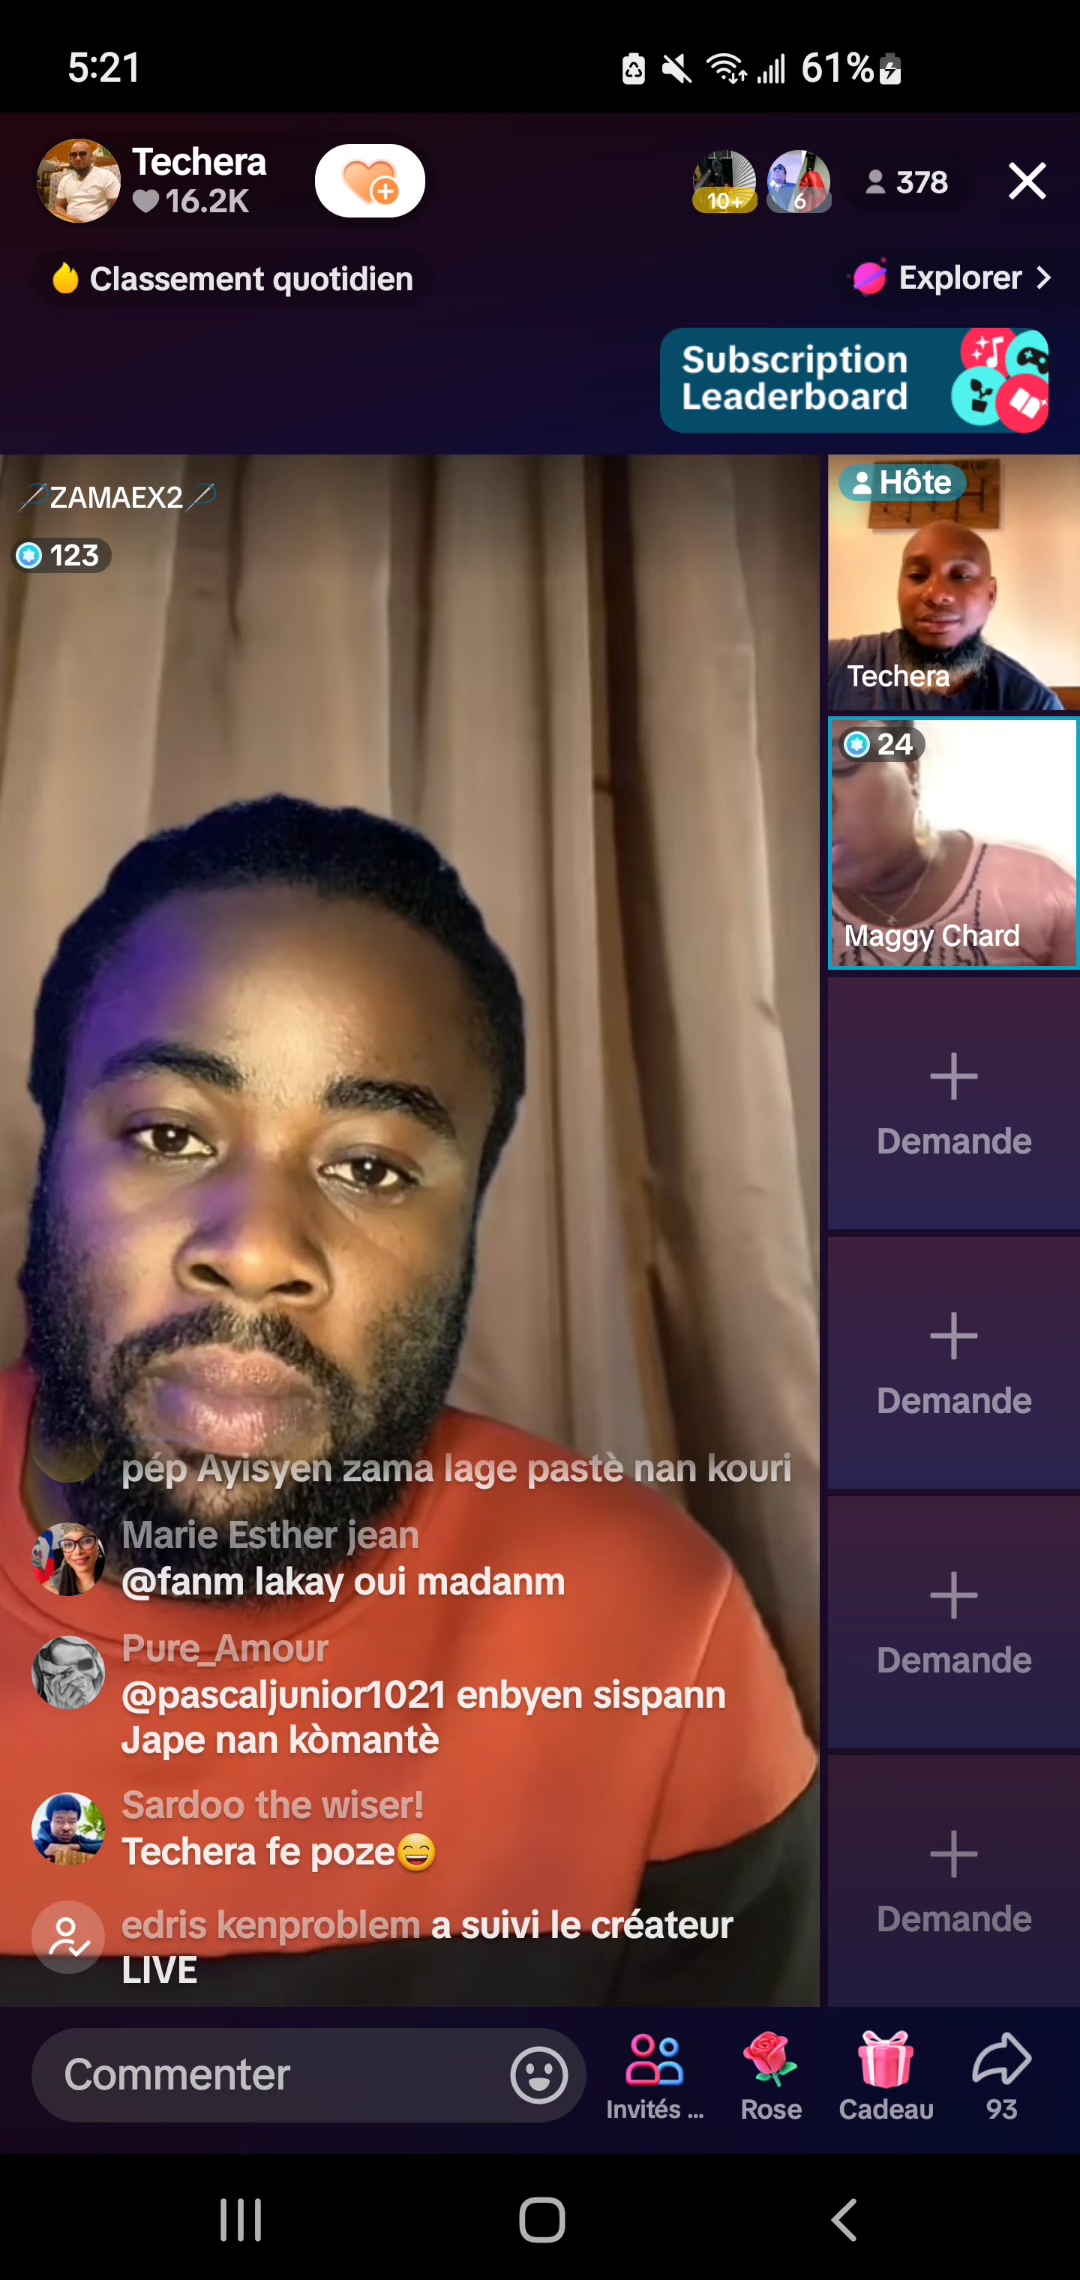 5:21
61%
Techera
16.2K
10+
6
378
Classement quotidien
Explorer
Subscription
Leaderboard
ZAMAEX2
123
Hôte
Techera
24
Maggy Chard
Demande
Demande
Demande
Demande
pép Ayisyen zama lage pastè nan kouri
Marie Esther jean
@fanm lakay oui madanm
Pure_Amour
@pascaljunior1021 enbyen sispann
Jape nan kòmantè
Sardoo the wiser!
Techera fe poze😄
edris kenproblem a suivi le créateur
LIVE
Commenter
Invités ...
Rose
Cadeau
93